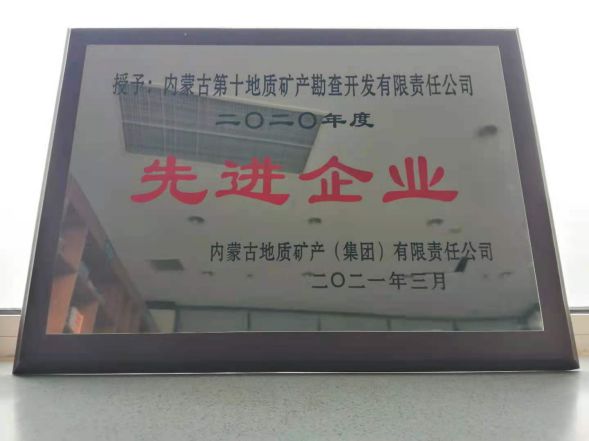 授予：内蒙古第十地质矿产勘查开发有限责任公司
二〇二〇年度
先进企业
内蒙古地质矿产（集团）有限责任公司
二〇二一年三月